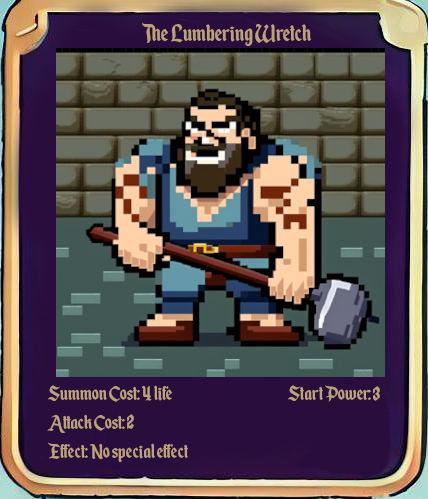 The Lumbering Wretch
Summon Cost: 4 life
Start Power: 3
Attack Cost: 2
Effect: No special effect